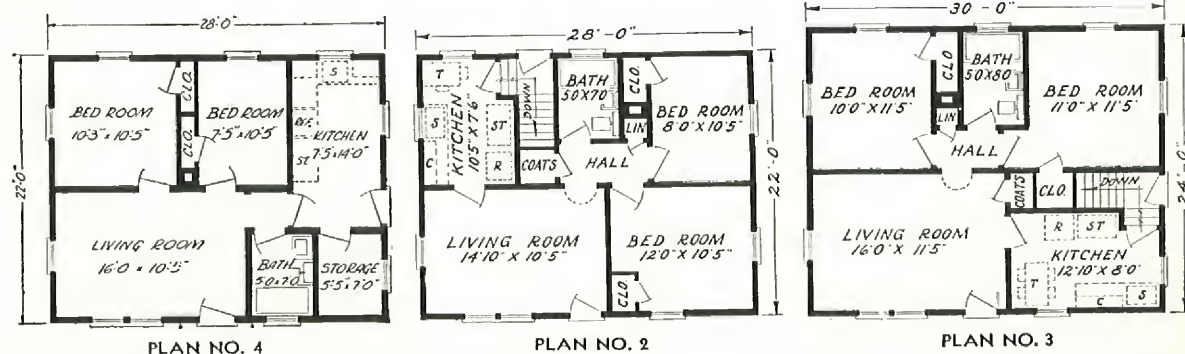 28'-0"
22'-0"
BED ROOM
10'-3" x 10'-5"
CLO.
CLO.
BED ROOM
7'-5" x 10'-5"
S
REF.
ST
KITCHEN
7'-5" x 14'-0"
LIVING ROOM
16'-0 x 10'-5"
BATH
5'-0 x 7'-0
STORAGE
5'-5 x 7'-0"
PLAN NO. 4
28'-0"
22'-0"
T
S
C
KITCHEN
10'5" X 7'6"
ST
R
DOWN
COATS
BATH
5'0 X 7'0"
CLO.
LIN
BED ROOM
8'0" X 10'5"
HALL
LIVING ROOM
14'10" X 10'5"
BED ROOM
12'0" X 10'5"
CLO.
PLAN NO. 2
30'-0"
24'-0"
BED ROOM
10'0" X 11'5"
CLO
LIN
BATH
5'0 X 8'0
BED ROOM
11'0" X 11'5"
HALL
COATS
CLO.
DOWN
LIVING ROOM
16'0" X 11'5"
R
ST
KITCHEN
12'10" X 8'0"
T
C
S
PLAN NO. 3